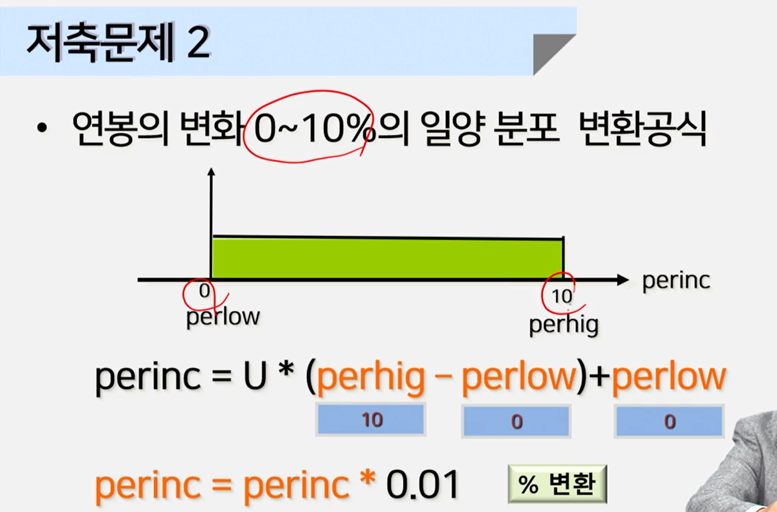 저축문제 2
• 연봉의 변화 0~10%의 일양 분포 변환공식
0
10
perinc
perlow
perhig
perinc = U * (perhig – perlow)+perlow
10
0
0
perinc = perinc * 0.01
% 변환